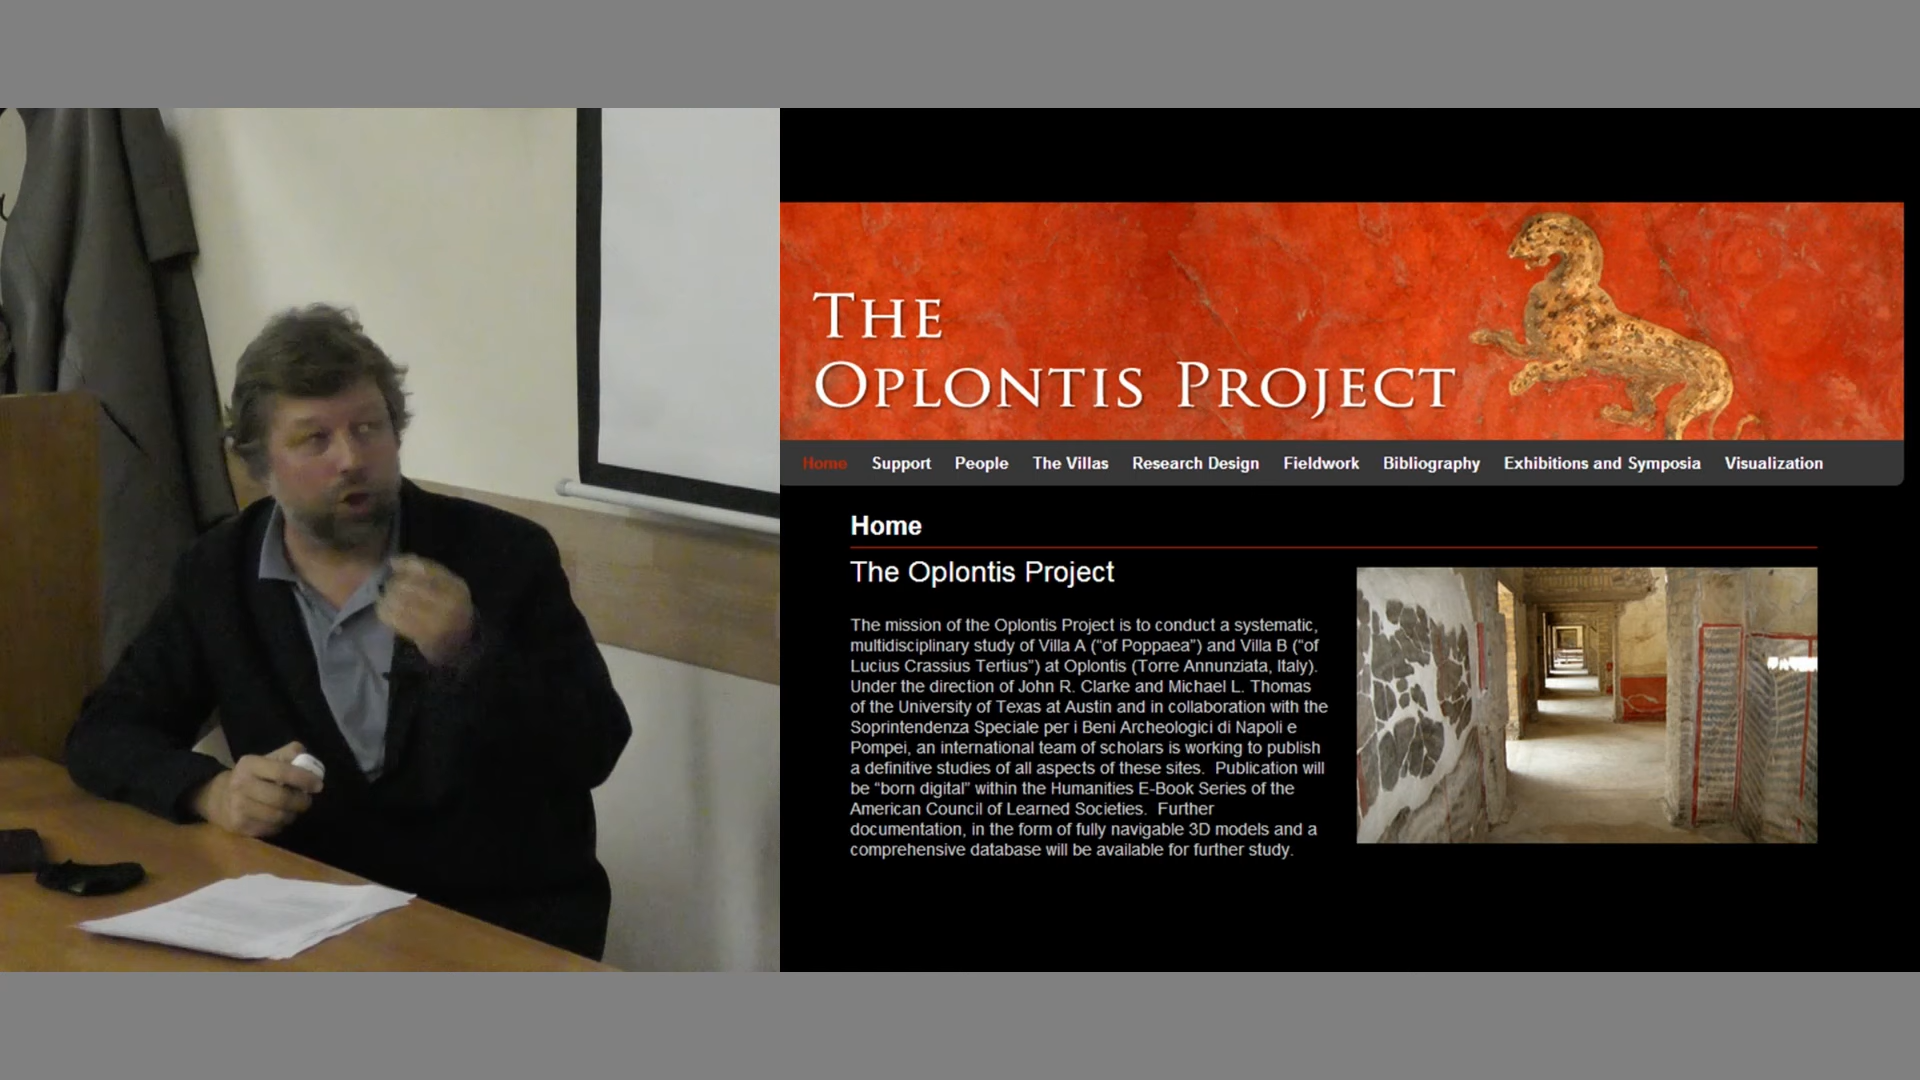 THE
OPLONTIS PROJECT
Home Support People The Villas Research Design Fieldwork Bibliography Exhibitions and Symposia Visualization
Home
The Oplontis Project
The mission of the Oplontis Project is to conduct a systematic,
multidisciplinary study of Villa A (“of Poppaea”) and Villa B (“of
Lucius Crassius Tertius”) at Oplontis (Torre Annunziata, Italy).
Under the direction of John R. Clarke and Michael L. Thomas
of the University of Texas at Austin and in collaboration with the
Soprintendenza Speciale per i Beni Archeologici di Napoli e
Pompei, an international team of scholars is working to publish
a definitive studies of all aspects of these sites. Publication will
be “born digital” within the Humanities E-Book Series of the
American Council of Learned Societies. Further
documentation, in the form of fully navigable 3D models and a
comprehensive database will be available for further study.